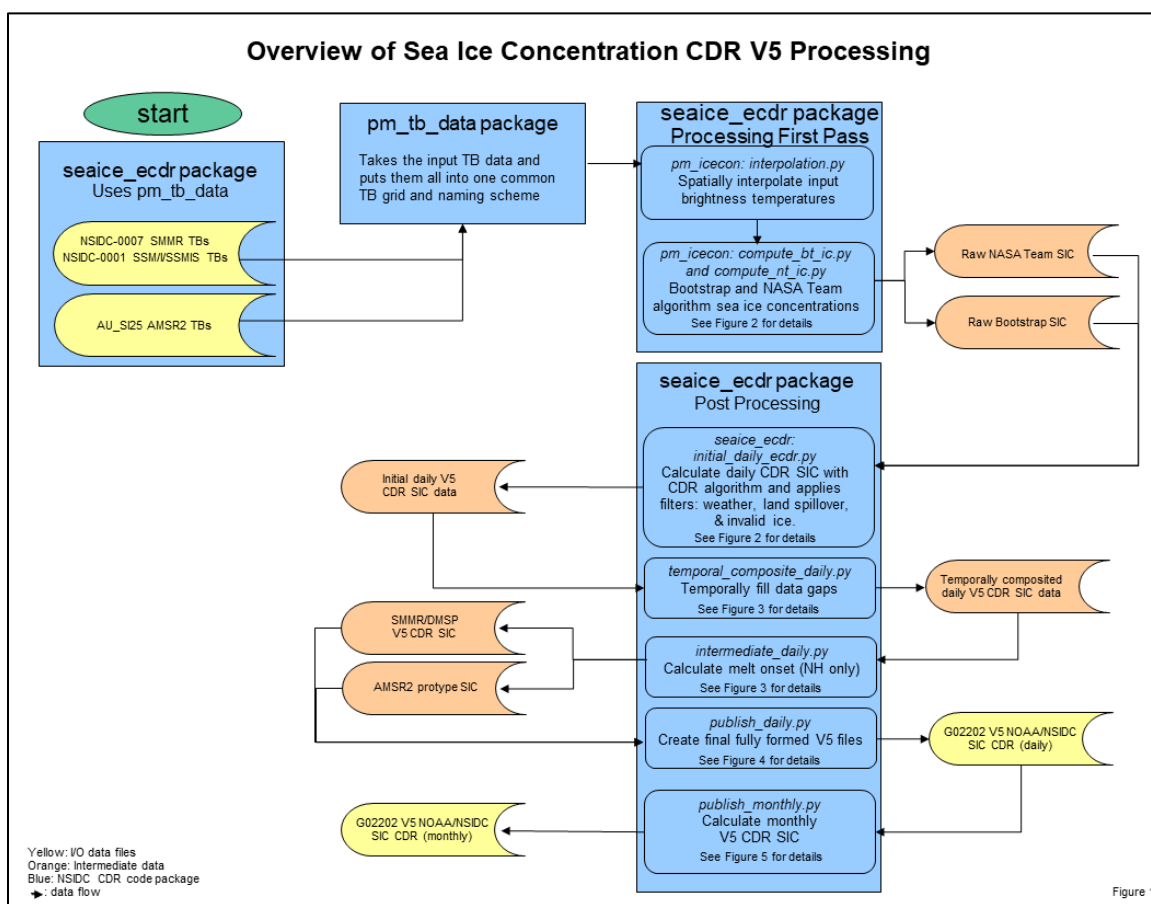 Overview of Sea Ice Concentration CDR V5 Processing
start
seaice_ecdr package
Uses pm_tb_data
NSIDC-0007 SMMR TBs
NSIDC-0001 SSM/I/SSMIS TBs
AU_SI25 AMSR2 TBs
pm_tb_data package
Takes the input TB data and
puts them all into one common
TB grid and naming scheme
seaice_ecdr package
Processing First Pass
pm_icecon: interpolation.py
Spatially interpolate input
brightness temperatures
pm_icecon: compute_bt_ic.py
and compute_nt_ic.py
Bootstrap and NASA Team
algorithm sea ice concentrations
See Figure 2 for details
Raw NASA Team SIC
Raw Bootstrap SIC
seaice_ecdr package
Post Processing
seaice_ecdr:
initial_daily_ecdr.py
Calculate daily CDR SIC with
CDR algorithm and applies
filters: weather, land spillover,
& invalid ice.
See Figure 2 for details
Initial daily V5
CDR SIC data
temporal_composite_daily.py
Temporally fill data gaps
See Figure 3 for details
Temporally composited
daily V5 CDR SIC data
SMMR/DMSP
V5 CDR SIC
AMSR2 protype SIC
intermediate_daily.py
Calculate melt onset (NH only)
See Figure 3 for details
publish_daily.py
Create final fully formed V5 files
See Figure 4 for details
G02202 V5 NOAA/NSIDC
SIC CDR (daily)
publish_monthly.py
Calculate monthly
V5 CDR SIC
See Figure 5 for details
G02202 V5 NOAA/NSIDC
SIC CDR (monthly)
Yellow: I/O data files
Orange: Intermediate data
Blue: NSIDC CDR code package
: data flow
Figure 1